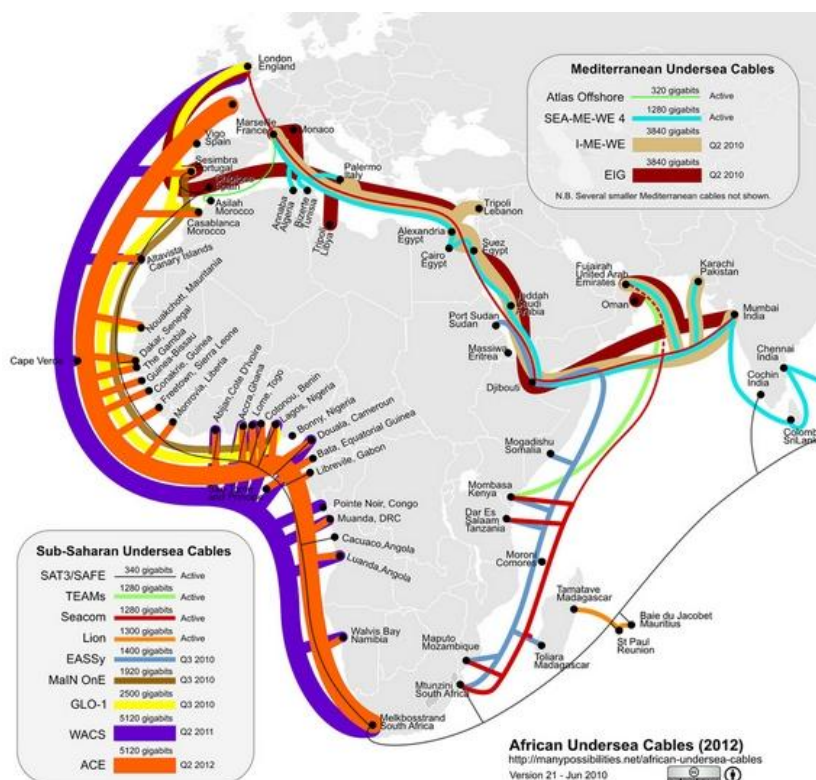 London
England
Marseille
France
Monaco
Vigo
Spain
Sesimbra
Portugal
Spain
Asilah
Morocco
Casablanca
Morocco
Altavista
Canary Islands
Annaba
Algeria
Bizerte
Tunisia
Palermo
Italy
Tripoli
Libya
Tripoli
Lebanon
Alexandria
Egypt
Cairo
Egypt
Suez
Egypt
Jeddah
Saudi
Arabia
Port Sudan
Sudan
Massiwa
Eritrea
Djibouti
Fujairah
United Arab
Emirates
Oman
Karachi
Pakistan
Mumbai
India
Chennai
India
Cochin
India
Colombo
SriLanka
Mogadishu
Somalia
Mombasa
Kenya
Dar Es
Salaam
Tanzania
Moroni
Comores
Tamatave
Madagascar
Baie du Jacobet
Mauritius
St Paul
Reunion
Toliara
Madagascar
Maputo
Mozambique
Mtunzini
South Africa
Melkbosstrand
South Africa
Walvis Bay
Namibia
Luanda,Angola
Cacuaco,Angola
Muanda, DRC
Pointe Noir, Congo
Libreville, Gabon
Bata, Equatorial Guinea
Douala, Cameroun
Bonny, Nigeria
Lagos, Nigeria
Cotonou, Benin
Lome, Togo
Accra,Ghana
Abijan,Cote D'Ivoire
Monrovia, Liberia
Freetown, Sierra Leone
Conakrie, Guinea
Guinea-Bissau
The Gambia
Dakar, Senegal
Nouskchott, Mauritania
Cape Verde
Mediterranean Undersea Cables
Atlas Offshore 320 gigabits Active
SEA-ME-WE 4 1280 gigabits Active
I-ME-WE 3840 gigabits Q2 2010
EIG 3840 gigabits Q2 2010
N.B. Several smaller Mediterranean cables not shown.
Sub-Saharan Undersea Cables
SAT3/SAFE 340 gigabits Active
TEAMs 1280 gigabits Active
Seacom 1280 gigabits Active
Lion 1300 gigabits Active
EASSy 1400 gigabits Q3 2010
MaIN OnE 1920 gigabits Q3 2010
GLO-1 2500 gigabits Q3 2010
WACS 5120 gigabits Q2 2011
ACE 5120 gigabits Q2 2012
African Undersea Cables (2012)
http://manypossibilities.net/african-undersea-cables
Version 21 - Jun 2010